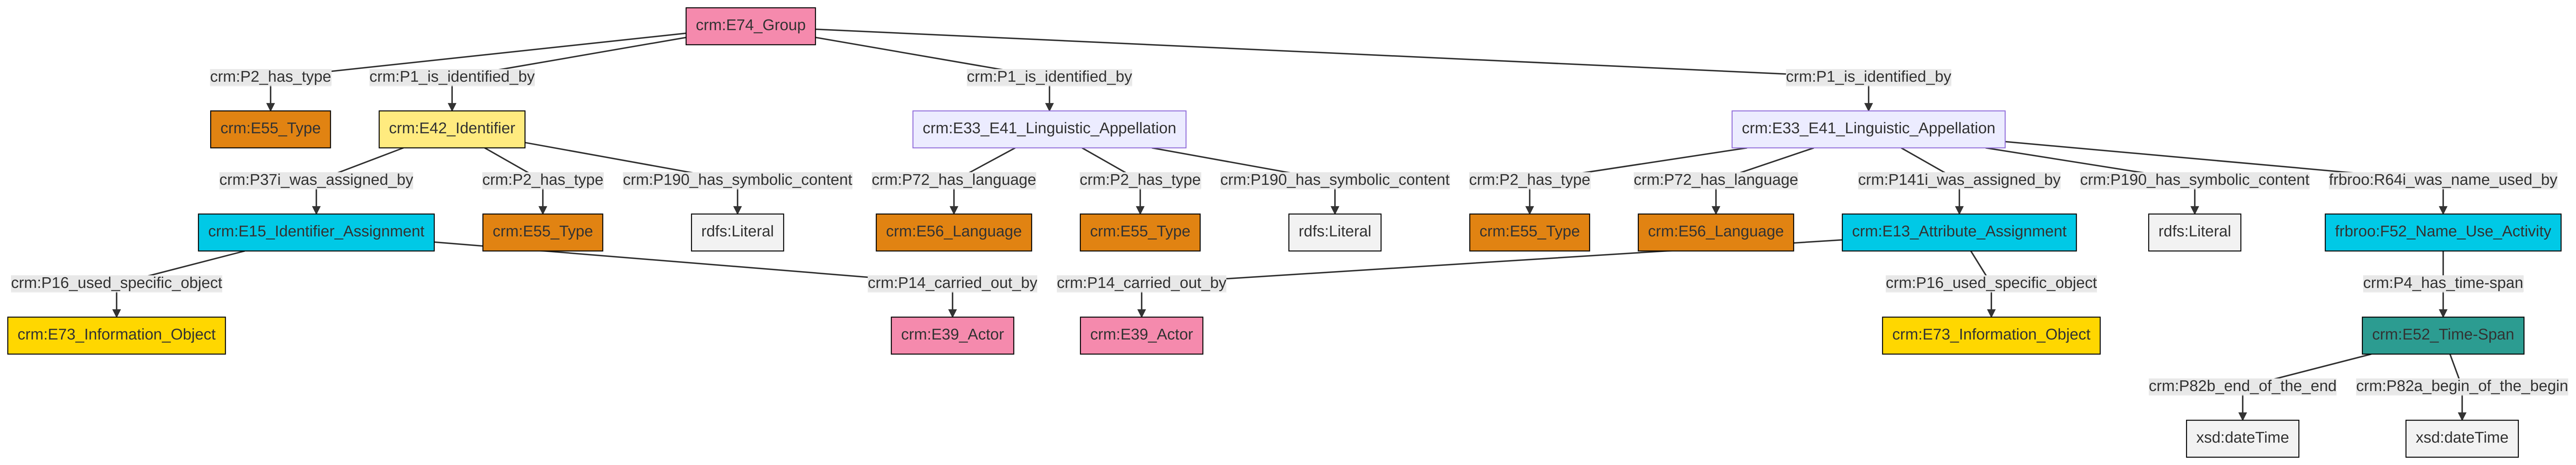 crm:E74_Group
crm:P2_has_type
crm:P1_is_identified_by
crm:P1_is_identified_by
crm:P1_is_identified_by
crm:E55_Type
crm:E42_Identifier
crm:E33_E41_Linguistic_Appellation
crm:E33_E41_Linguistic_Appellation
crm:P37i_was_assigned_by
crm:P2_has_type
crm:P190_has_symbolic_content
crm:P72_has_language
crm:P2_has_type
crm:P190_has_symbolic_content
crm:P2_has_type
crm:P72_has_language
crm:P141i_was_assigned_by
crm:P190_has_symbolic_content
frbroo:R64i_was_name_used_by
crm:E15_Identifier_Assignment
crm:E55_Type
rdfs:Literal
crm:E56_Language
crm:E55_Type
rdfs:Literal
crm:E55_Type
crm:E56_Language
crm:E13_Attribute_Assignment
rdfs:Literal
frbroo:F52_Name_Use_Activity
crm:P16_used_specific_object
crm:P14_carried_out_by
crm:P14_carried_out_by
crm:P16_used_specific_object
crm:P4_has_time-span
crm:E73_Information_Object
crm:E39_Actor
crm:E39_Actor
crm:E73_Information_Object
crm:E52_Time-Span
crm:P82b_end_of_the_end
crm:P82a_begin_of_the_begin
xsd:dateTime
xsd:dateTime